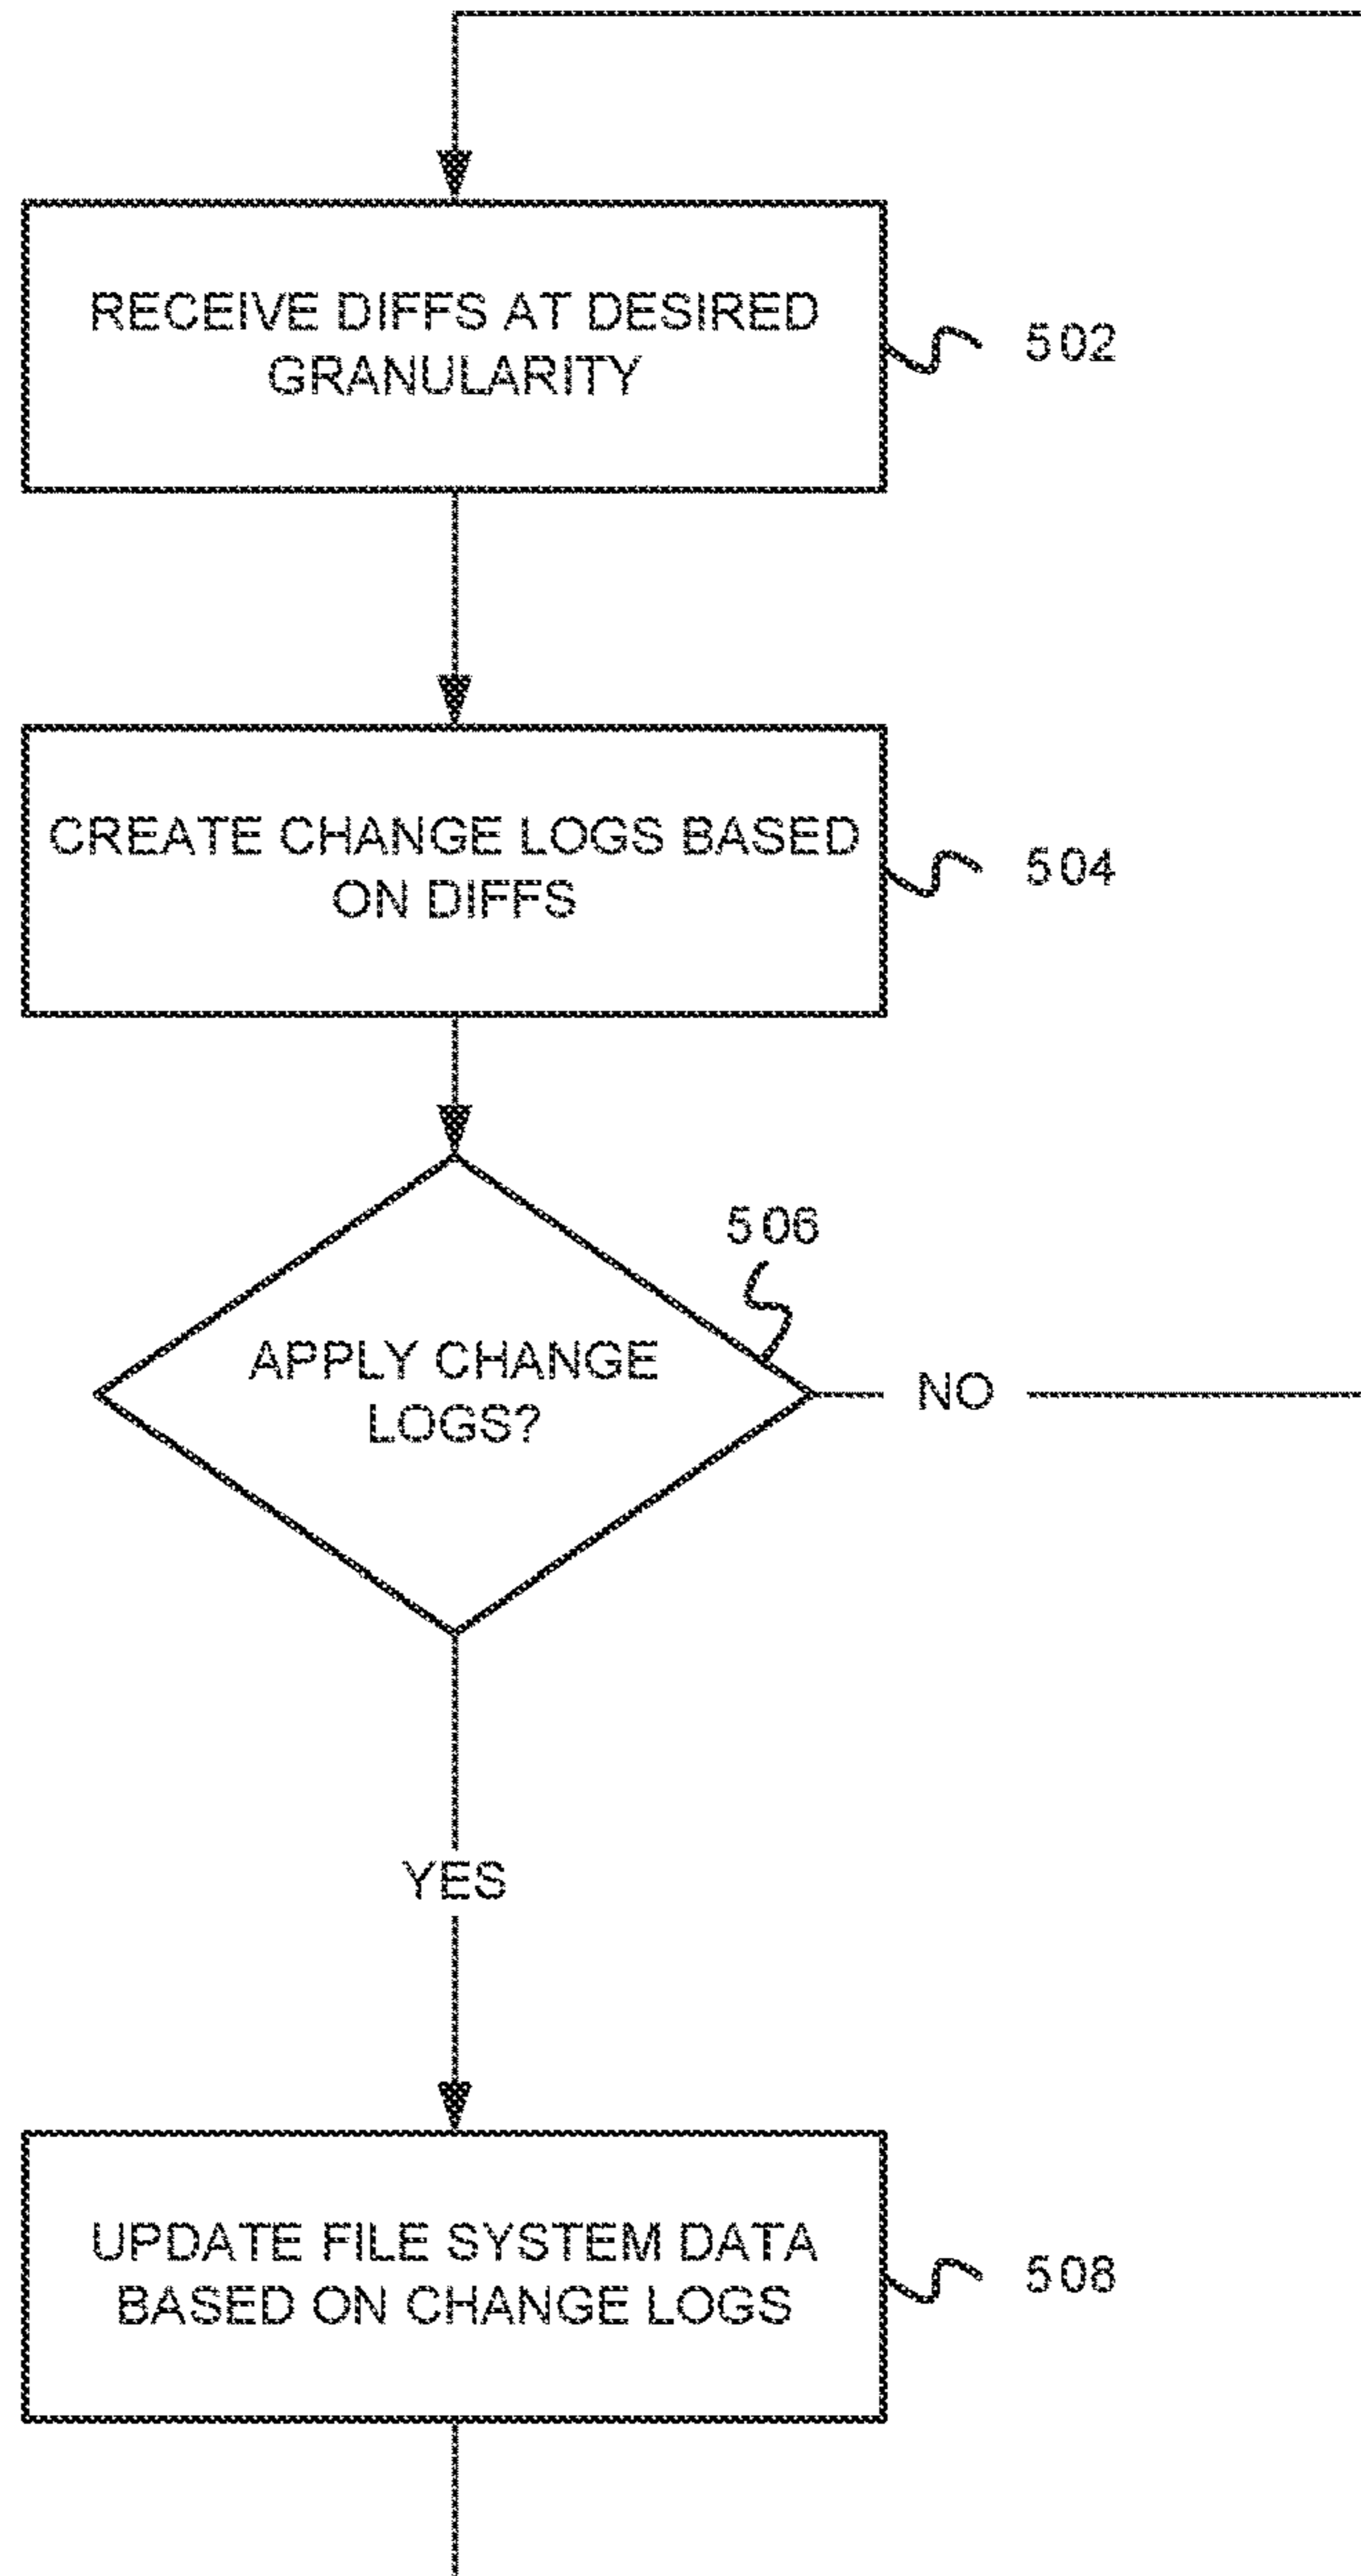 RECEIVE DIFFS AT DESIRED
GRANULARITY
502
CREATE CHANGE LOGS BASED
ON DIFFS
504
506
APPLY CHANGE
LOGS?
NO
YES
UPDATE FILE SYSTEM DATA
BASED ON CHANGE LOGS
508